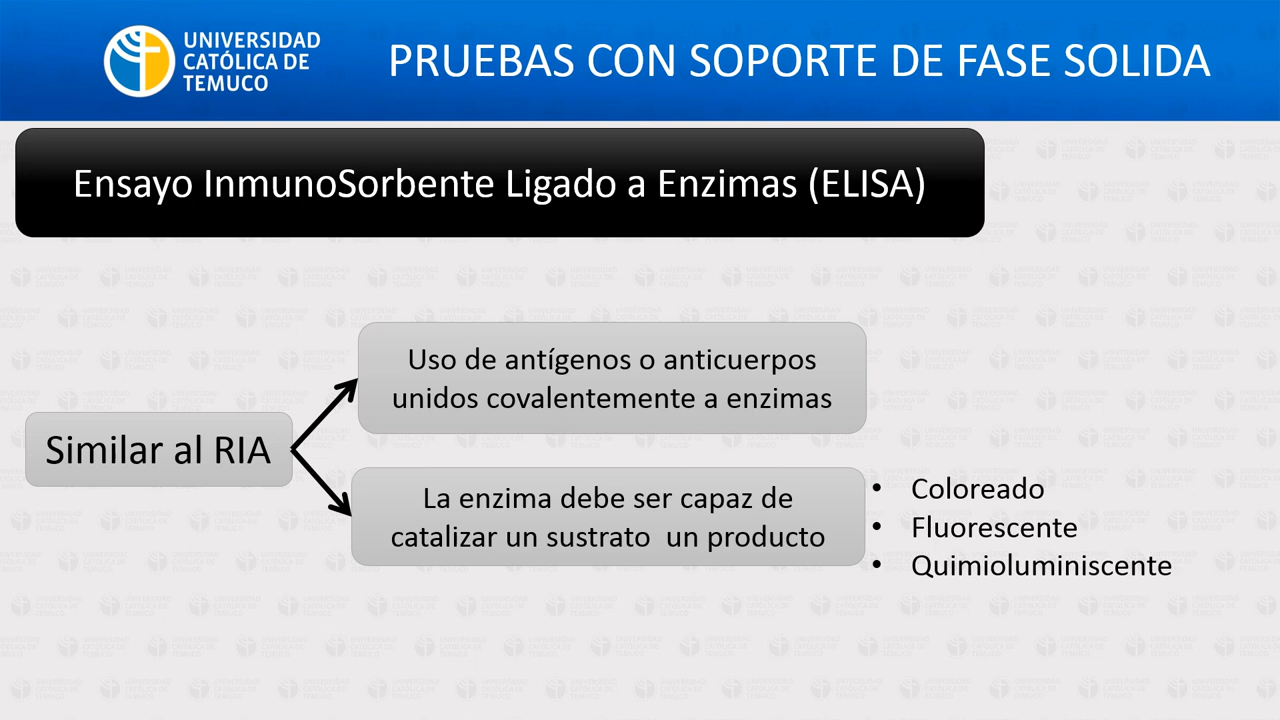 UNIVERSIDAD
CATÓLICA DE
TEMUCO
PRUEBAS CON SOPORTE DE FASE SOLIDA
Ensayo InmunoSorbente Ligado a Enzimas (ELISA)
Similar al RIA
Uso de antígenos o anticuerpos
unidos covalentemente a enzimas
La enzima debe ser capaz de
catalizar un sustrato un producto
• Coloreado
• Fluorescente
• Quimioluminiscente